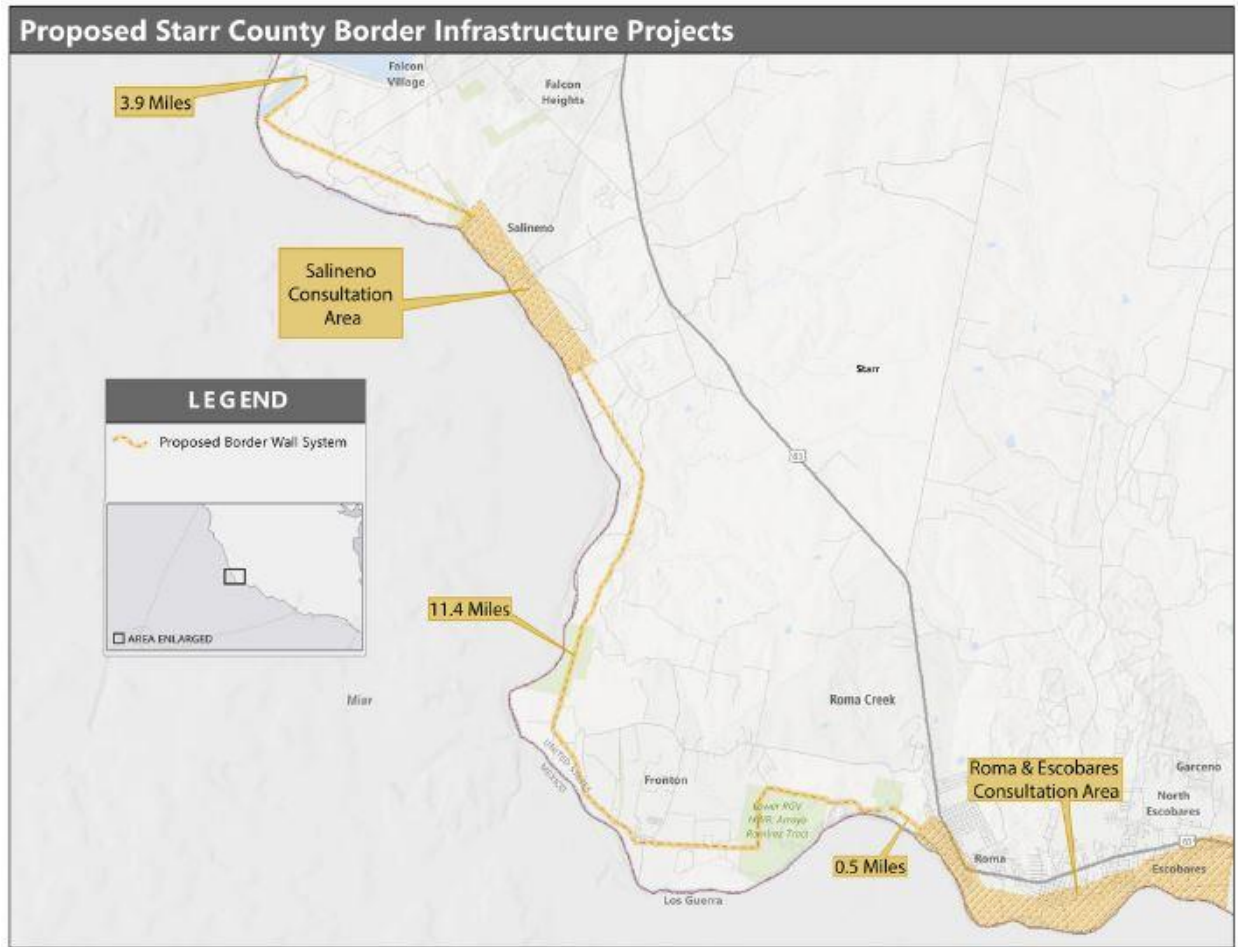 Proposed Starr County Border Infrastructure Projects
Falcon
Village
Falcon
Heights
3.9 Miles
Salineno
Salineno
Consultation
Area
Starr
LEGEND
Proposed Border Wall System
83
AREA ENLARGED
11.4 Miles
Mier
Roma Creek
UNITED STATES
MEXICO
Fronton
Roma & Escobares
Consultation Area
Garceno
North
Escobares
Lower RGV
NWR, Arroyo
Ramirez Tract
83
0.5 Miles
Roma
Escobares
Los Guerra